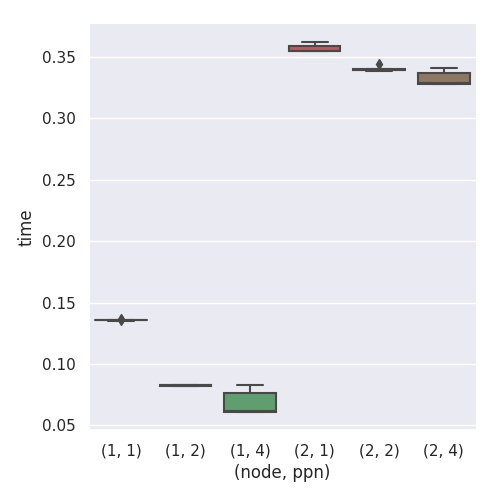 0.35
0.30
0.25
0.20
0.15
0.10
0.05
time
(1, 1) (1, 2) (1, 4) (2, 1) (2, 2) (2, 4)
(node, ppn)